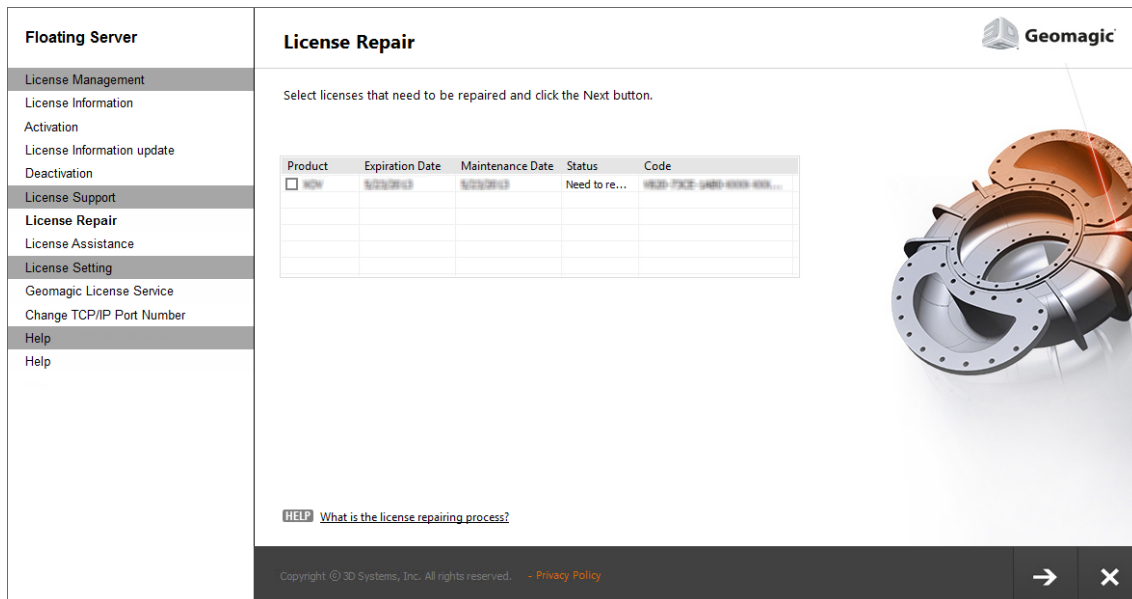 Floating Server
License Management
License Information
Activation
License Information update
Deactivation
License Support
License Repair
License Assistance
License Setting
Geomagic License Service
Change TCP/IP Port Number
Help
Help
License Repair
Geomagic
Select licenses that need to be repaired and click the Next button.
Product Expiration Date Maintenance Date Status Code
Need to re...
HELP What is the license repairing process?
Copyright © 3D Systems, Inc. All rights reserved. - Privacy Policy